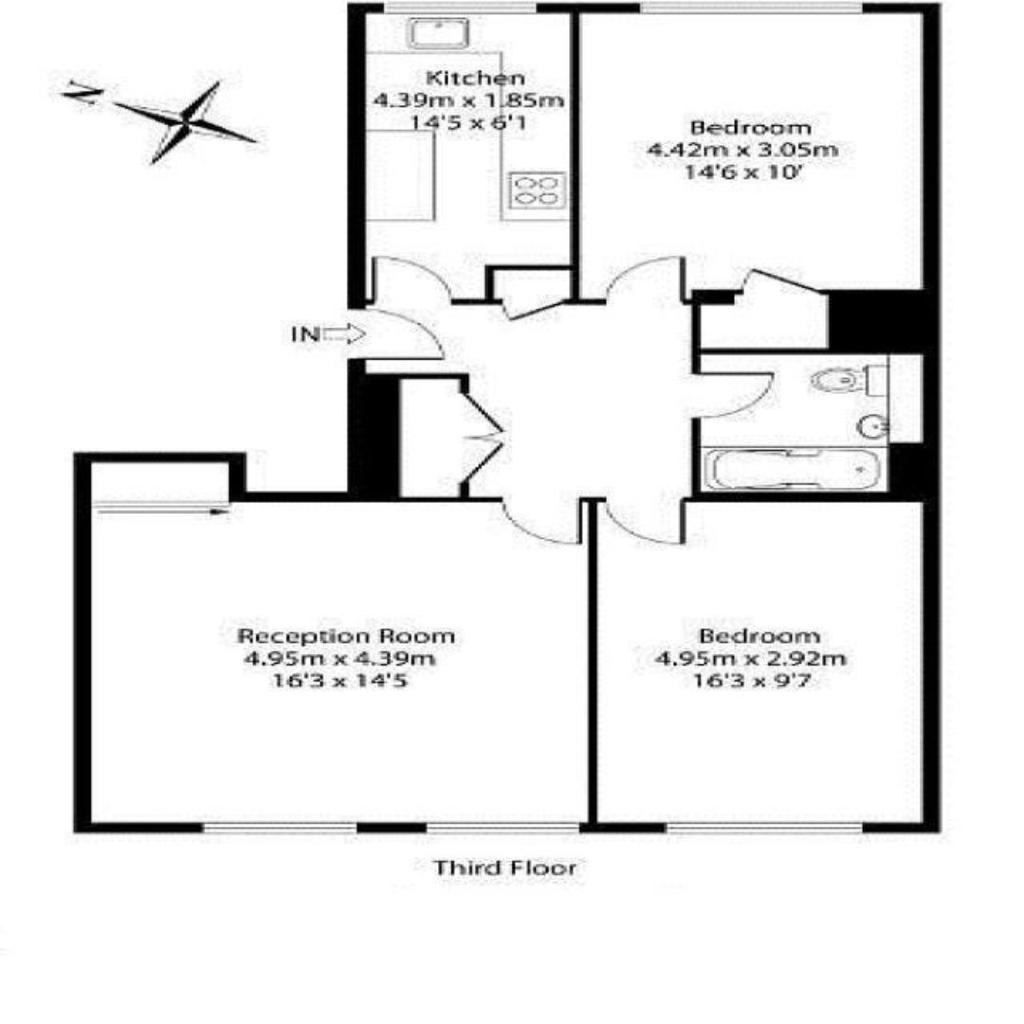 N
Kitchen
4.39m x 1.85m
14'5 x 6'1
Bedroom
4.42m x 3.05m
14'6 x 10'
IN
Reception Room
4.95m x 4.39m
16'3 x 14'5
Bedroom
4.95m x 2.92m
16'3 x 9'7
Third Floor